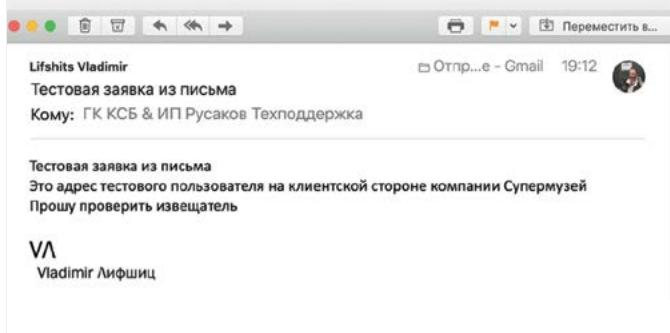 Переместить в...
Lifshits Vladimir
Отпр...е - Gmail 19:12
Тестовая заявка из письма
Кому: ГК КСБ & ИП Русаков Техподдержка
Тестовая заявка из письма
Это адрес тестового пользователя на клиентской стороне компании Супермузей
Прошу проверить извещатель
VΛ
Vladimir Лифшиц